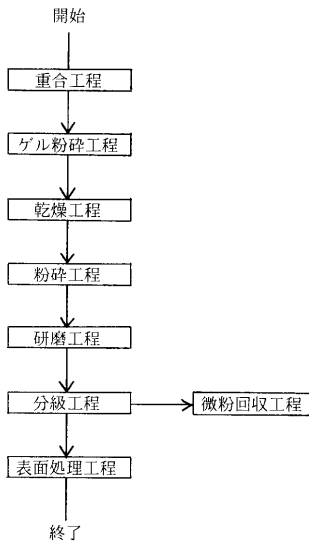 開始
重合工程
ゲル粉砕工程
乾燥工程
粉砕工程
研磨工程
分級工程
微粉回収工程
表面処理工程
終了